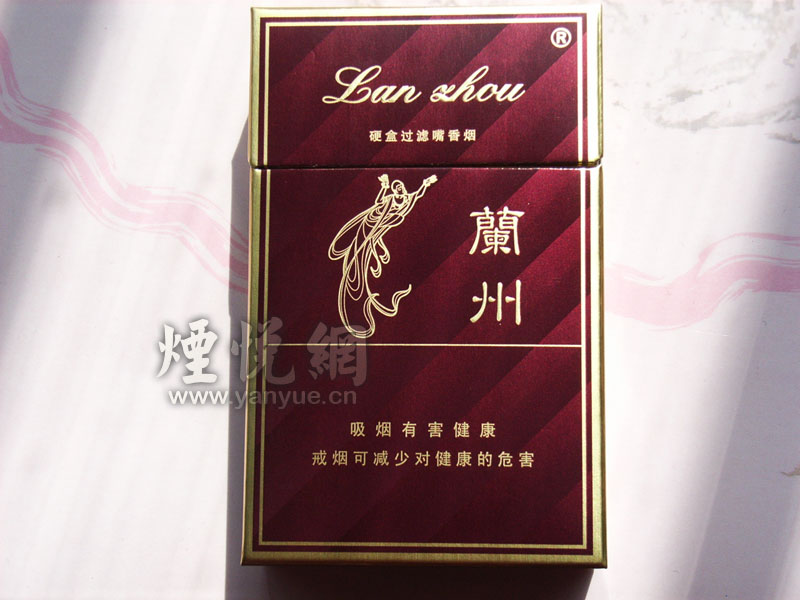 ®
Lan zhou
硬盒过滤嘴香烟
蘭
州
煙悦網
www.yanyue.cn
吸烟有害健康
戒烟可减少对健康的危害